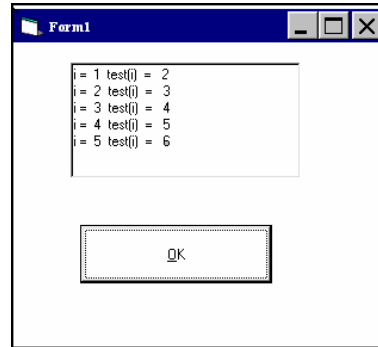 Form1
i = 1 test(i) = 2
i = 2 test(i) = 3
i = 3 test(i) = 4
i = 4 test(i) = 5
i = 5 test(i) = 6
OK